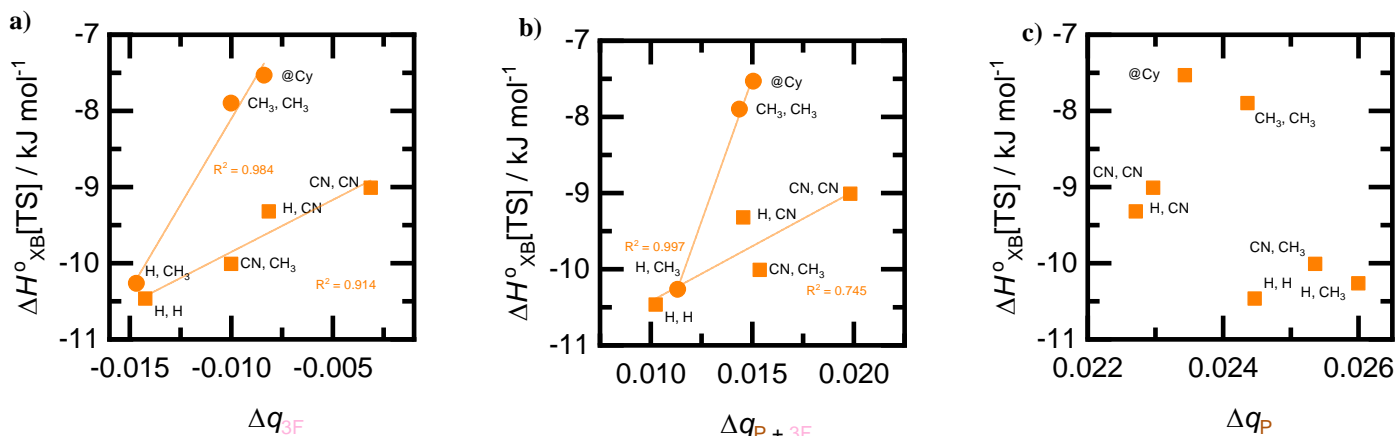 a)
ΔH°XB[TS] / kJ mol-1
-7
-8
-9
-10
-11
@Cy
CH3, CH3
R2 = 0.984
CN, CN
H, CN
H, CH3
CN, CH3
R2 = 0.914
H, H
-0.015 -0.010 -0.005
Δq3F
b)
ΔH°XB[TS] / kJ mol-1
-7
-8
-9
-10
-11
@Cy
CH3, CH3
CN, CN
H, CN
R2 = 0.997
H, CH3
CN, CH3
R2 = 0.745
H, H
0.010 0.015 0.020
ΔqP + 3F
c)
ΔH°XB[TS] / kJ mol-1
-7
-8
-9
-10
-11
@Cy
CH3, CH3
CN, CN
H, CN
CN, CH3
H, H
H, CH3
0.022 0.024 0.026
ΔqP